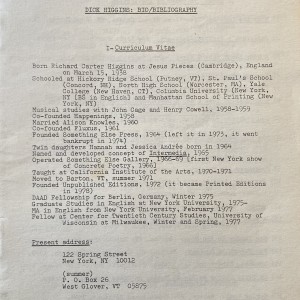 DICK HIGGINS: BIO/BIBLIOGRAPHY
I-Curriculum Vitae
Born Richard Carter Higgins at Jesus Pieces (Cambridge), England
on March 15, 1938
Schooled at Hickory Ridge School (Putney, VT), St. Paul's School
(Concord, NH), North High School (Worcester, MA), Yale
College (New Haven, CT), Columbia University (New York,
NY [BS in English]) and Manhattan School of Printing (New
York, NY)
Musical studies with John Cage and Henry Cowell, 1958-1959
Co-founded Happenings, 1958
Married Alison Knowles, 1960
Co-founded Fluxus, 1961
Founded Something Else Press, 1964 (left it in 1973, it went
bankrupt in 1974)
Twin daughters Hannah and Jessica Andrée born in 1964
Named and developed concept of Intermedia, 1965
Operated Something Else Gallery, 1966-69 (first New York show
of Concrete Poetry, 1966)
Taught at California Institute of the Arts, 1970-1971
Moved to Barton, VT, summer 1971
Founded Unpublished Editions, 1972 (it became Printed Editions
in 1978)
DAAD Fellowship for Berlin, Germany, Winter 1975
Graduate Studies in English at New York University, 1975-
MA in English from New York University, February 1977
Fellow at Center for Twentieth Century Studies, University of
Wisconsin at Milwaukee, Winter and Spring, 1977
Present address:
122 Spring Street
New York, NY 10012
(summer)
P. O. Box 26
West Glover, VT 05875